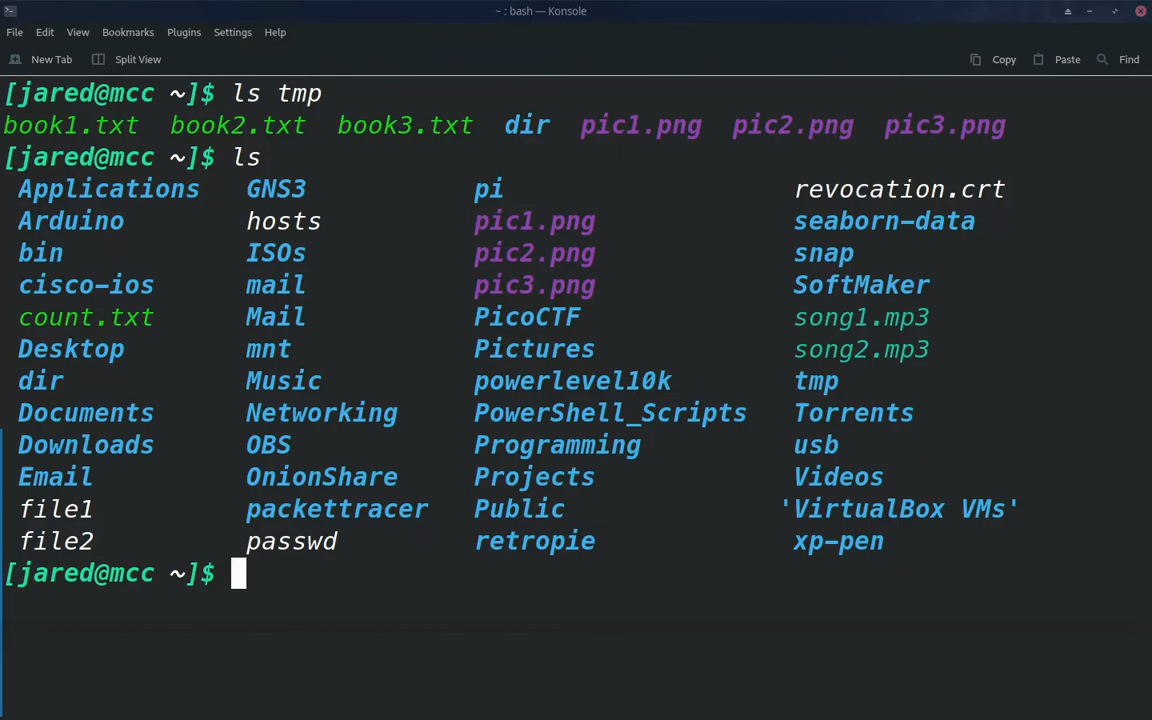 ~ : bash — Konsole
File Edit View Bookmarks Plugins Settings Help
New Tab Split View Copy Paste Find
[jared@mcc ~]$ ls tmp
book1.txt book2.txt book3.txt dir pic1.png pic2.png pic3.png
[jared@mcc ~]$ ls
Applications GNS3 pi revocation.crt
Arduino hosts pic1.png seaborn-data
bin ISOs pic2.png snap
cisco-ios mail pic3.png SoftMaker
count.txt Mail PicoCTF song1.mp3
Desktop mnt Pictures song2.mp3
dir Music powerlevel10k tmp
Documents Networking PowerShell_Scripts Torrents
Downloads OBS Programming usb
Email OnionShare Projects Videos
file1 packettracer Public 'VirtualBox VMs'
file2 passwd retropie xp-pen
[jared@mcc ~]$